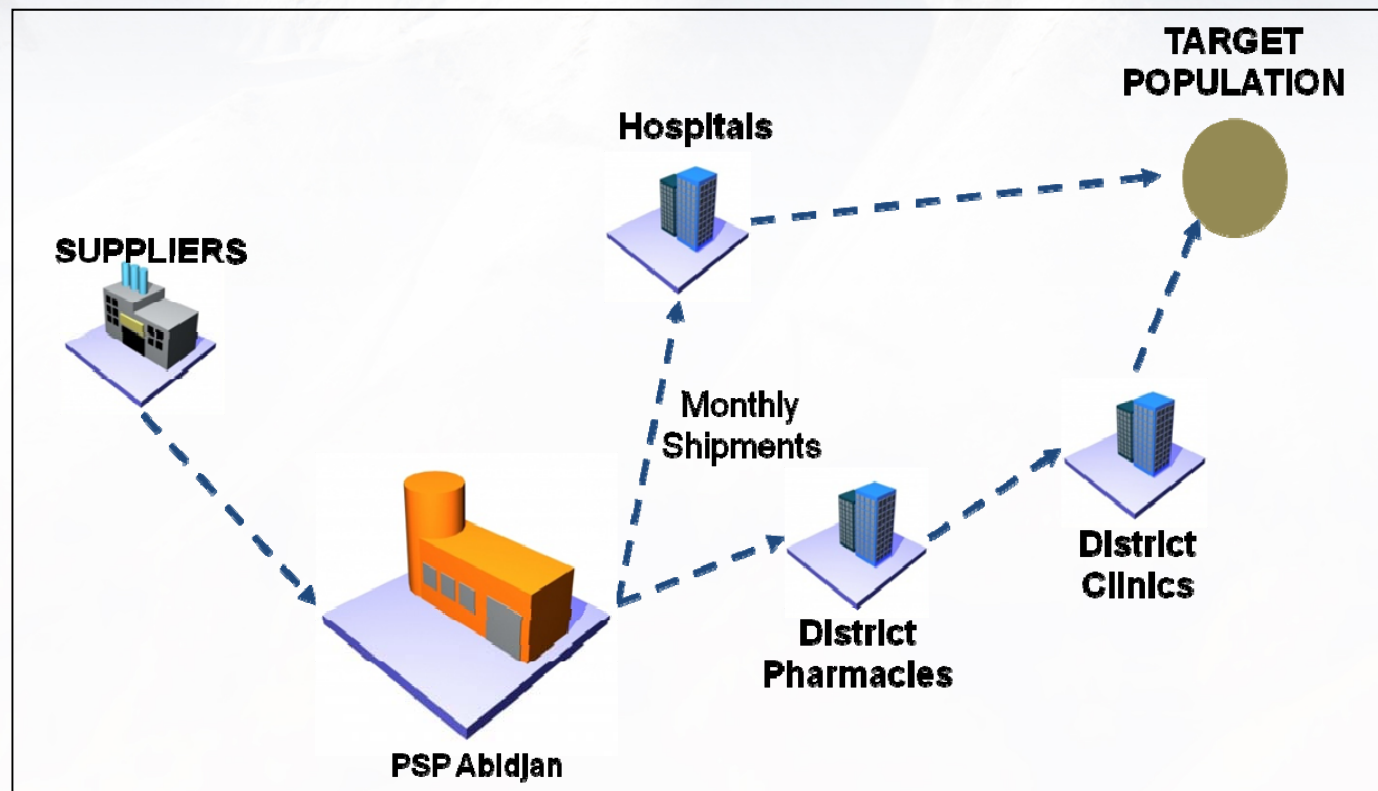 TARGET
POPULATION
Hospitals
SUPPLIERS
Monthly
Shipments
District
Clinics
District
Pharmacies
PSP Abidjan